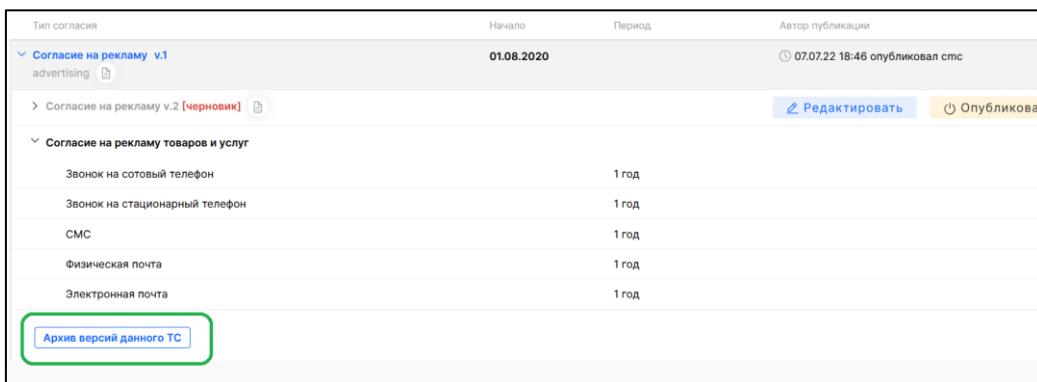 Тип согласия Начало Период Автор публикации
Согласие на рекламу v.1 01.08.2020 07.07.22 18:46 опубликовал cmc
advertising
Согласие на рекламу v.2 [черновик] Редактировать Опубликова
Согласие на рекламу товаров и услуг
Звонок на сотовый телефон 1 год
Звонок на стационарный телефон 1 год
СМС 1 год
Физическая почта 1 год
Электронная почта 1 год
Архив версий данного ТС